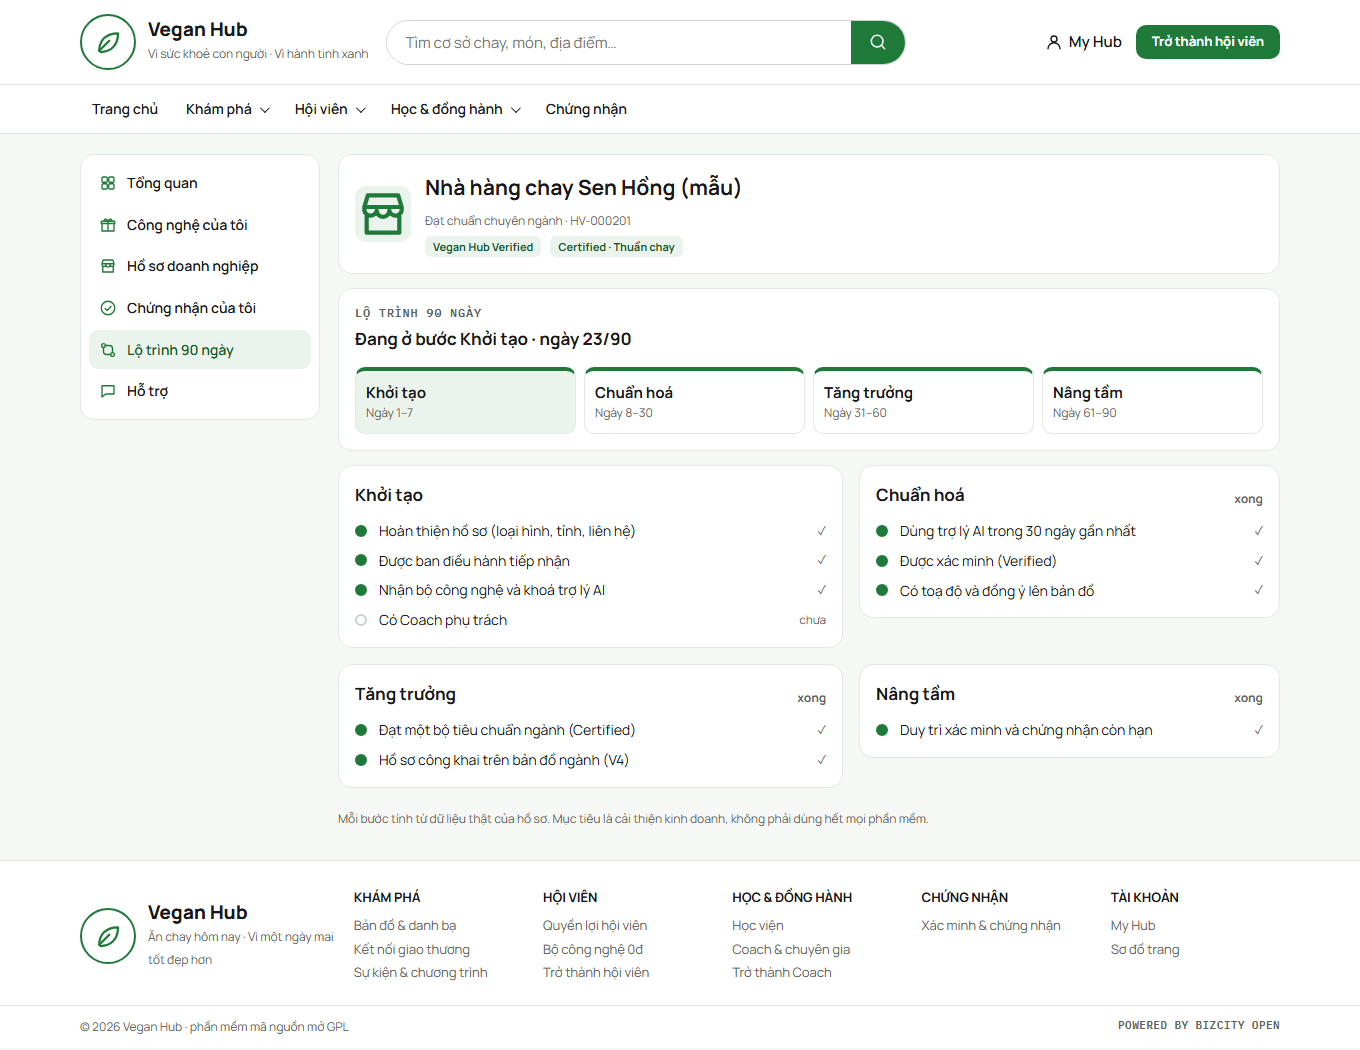 Vegan Hub
Vì sức khoẻ con người · Vì hành tinh xanh
Tìm cơ sở chay, món, địa điểm...
My Hub
Trở thành hội viên
Trang chủ
Khám phá
Hội viên
Học & đồng hành
Chứng nhận
Tổng quan
Công nghệ của tôi
Hồ sơ doanh nghiệp
Chứng nhận của tôi
Lộ trình 90 ngày
Hỗ trợ
Nhà hàng chay Sen Hồng (mẫu)
Đạt chuẩn chuyên ngành · HV-000201
Vegan Hub Verified
Certified · Thuần chay
LỘ TRÌNH 90 NGÀY
Đang ở bước Khởi tạo · ngày 23/90
Khởi tạo
Ngày 1–7
Chuẩn hoá
Ngày 8–30
Tăng trưởng
Ngày 31–60
Nâng tầm
Ngày 61–90
Khởi tạo
Hoàn thiện hồ sơ (loại hình, tỉnh, liên hệ) ✓
Được ban điều hành tiếp nhận ✓
Nhận bộ công nghệ và khoá trợ lý AI ✓
Có Coach phụ trách chưa
Chuẩn hoá xong
Dùng trợ lý AI trong 30 ngày gần nhất ✓
Được xác minh (Verified) ✓
Có toạ độ và đồng ý lên bản đồ ✓
Tăng trưởng xong
Đạt một bộ tiêu chuẩn ngành (Certified) ✓
Hồ sơ công khai trên bản đồ ngành (V4) ✓
Nâng tầm xong
Duy trì xác minh và chứng nhận còn hạn ✓
Mỗi bước tính từ dữ liệu thật của hồ sơ. Mục tiêu là cải thiện kinh doanh, không phải dùng hết mọi phần mềm.
Vegan Hub
Ăn chay hôm nay · Vì một ngày mai
tốt đẹp hơn
KHÁM PHÁ
Bản đồ & danh bạ
Kết nối giao thương
Sự kiện & chương trình
HỘI VIÊN
Quyền lợi hội viên
Bộ công nghệ 0đ
Trở thành hội viên
HỌC & ĐỒNG HÀNH
Học viện
Coach & chuyên gia
Trở thành Coach
CHỨNG NHẬN
Xác minh & chứng nhận
TÀI KHOẢN
My Hub
Sơ đồ trang
© 2026 Vegan Hub · phần mềm mã nguồn mở GPL
POWERED BY BIZCITY OPEN